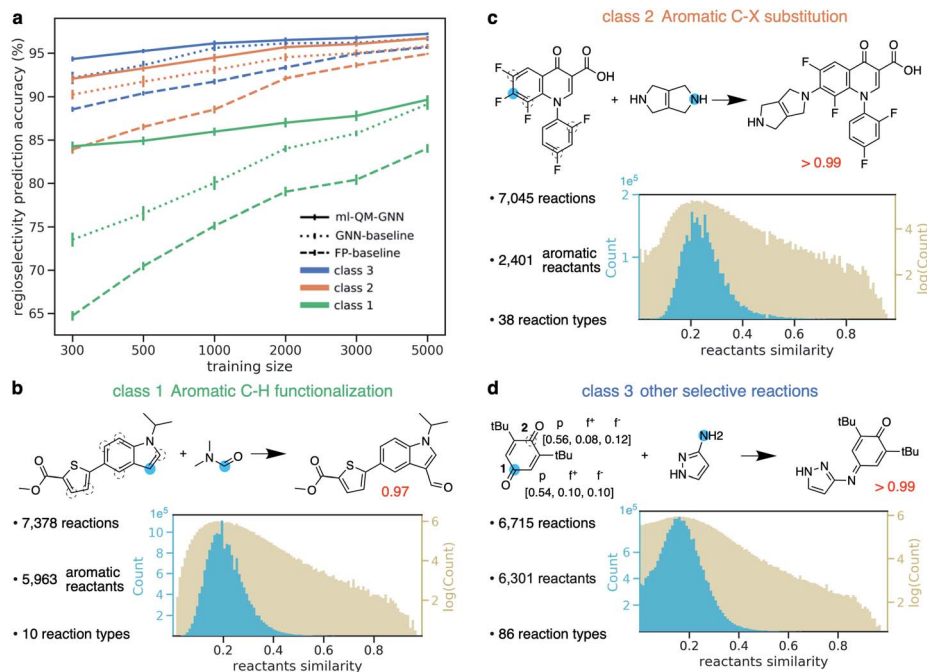 a
regioselectivity prediction accuracy (%)
95
90
85
80
75
70
65
ml-QM-GNN
GNN-baseline
FP-baseline
class 3
class 2
class 1
300 500 1000 2000 3000 5000
training size
b class 1 Aromatic C-H functionalization
N
S
O
O
+
N
O
N
S
O
O
O
0.97
• 7,378 reactions
• 5,963 aromatic reactants
• 10 reaction types
1e5
Count
10
8
6
4
2
log(Count)
6
4
2
0.2 0.4 0.6 0.8
reactants similarity
c class 2 Aromatic C-X substitution
F
F
F
O
O
OH
N
F
F
+
HN
NH
F
O
O
OH
N
HN
F
N
F
F
> 0.99
• 7,045 reactions
• 2,401 aromatic reactants
• 38 reaction types
1e5
Count
2
1
log(Count)
4
2
0.2 0.4 0.6 0.8
reactants similarity
d class 3 other selective reactions
tBu
2
O
tBu
1
O
p f+ f-
[0.56, 0.08, 0.12]
p f+ f-
[0.54, 0.10, 0.10]
+
NH2
N
HN
O
tBu
tBu
N
HN
N
> 0.99
• 6,715 reactions
• 6,301 reactants
• 86 reaction types
1e5
Count
6
4
2
log(Count)
6
4
2
0.2 0.4 0.6 0.8
reactants similarity